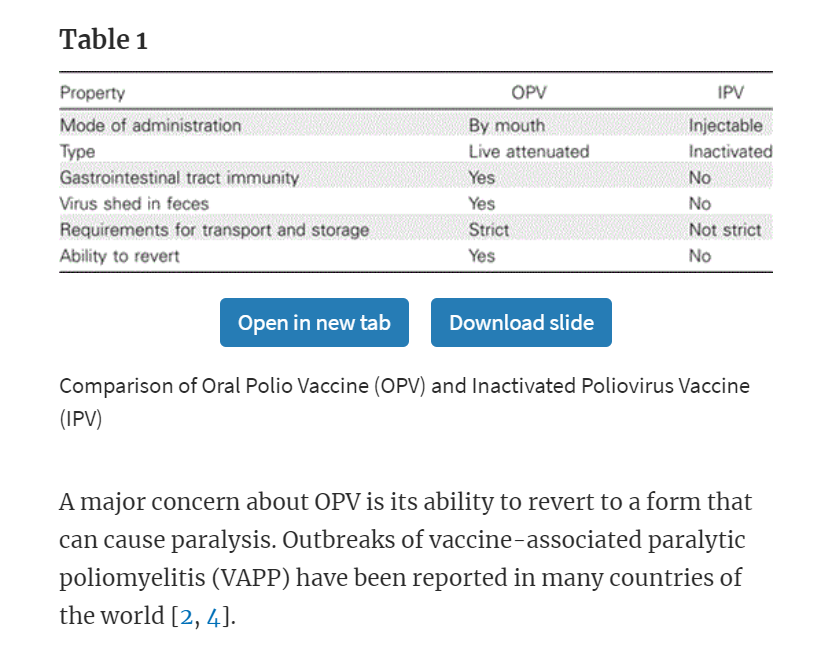 Table 1
Property OPV IPV
Mode of administration By mouth Injectable
Type Live attenuated Inactivated
Gastrointestinal tract immunity Yes No
Virus shed in feces Yes No
Requirements for transport and storage Strict Not strict
Ability to revert Yes No
Open in new tab Download slide
Comparison of Oral Polio Vaccine (OPV) and Inactivated Poliovirus Vaccine
(IPV)
A major concern about OPV is its ability to revert to a form that
can cause paralysis. Outbreaks of vaccine-associated paralytic
poliomyelitis (VAPP) have been reported in many countries of
the world [2, 4].